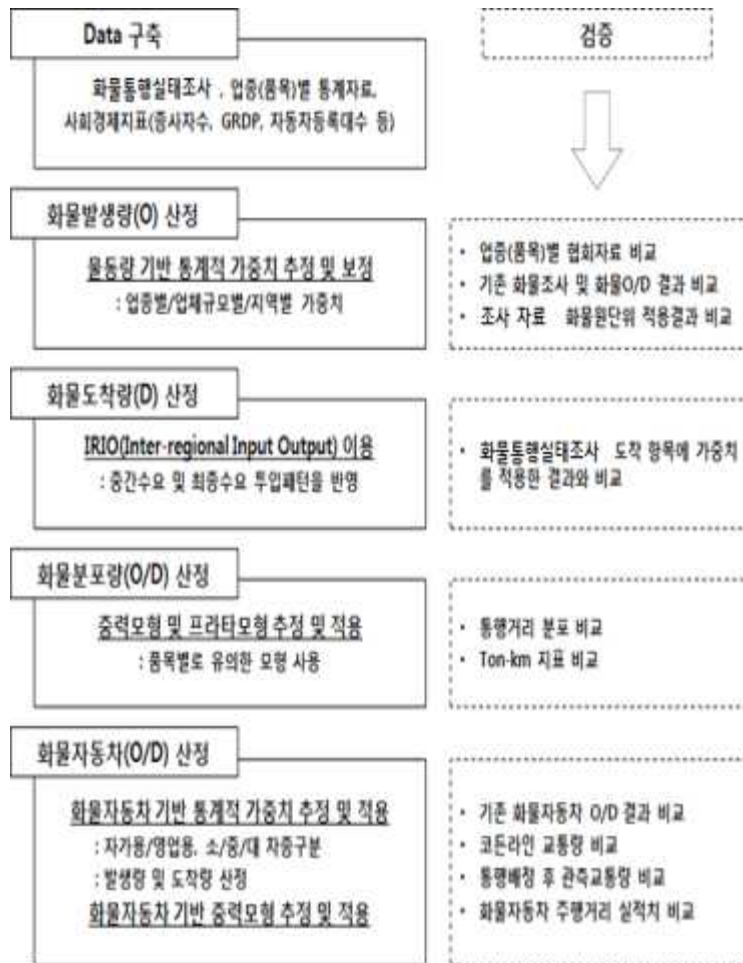 Data 구축
화물통행실태조사 , 업종(품목)별 통계자료,
사회경제지표(종사자수, GRDP, 자동차등록대수 등)
검증
화물발생량(O) 산정
물동량 기반 통계적 가중치 추정 및 보정
: 업종별/업체규모별/지역별 가중치
• 업종(품목)별 협회자료 비교
• 기존 화물조사 및 화물O/D 결과 비교
• 조사 자료 화물원단위 적용결과 비교
화물도착량(D) 산정
IRIO(Inter-regional Input Output) 이용
: 중간수요 및 최종수요 투입패턴을 반영
• 화물통행실태조사 도착 항목에 가중치
를 적용한 결과와 비교
화물분포량(O/D) 산정
중력모형 및 프라타모형 추정 및 적용
: 품목별로 유의한 모형 사용
• 통행거리 분포 비교
• Ton-km 지표 비교
화물자동차(O/D) 산정
화물자동차 기반 통계적 가중치 추정 및 적용
: 자가용/영업용, 소/중/대 차종구분
: 발생량 및 도착량 산정
화물자동차 기반 중력모형 추정 및 적용
• 기존 화물자동차 O/D 결과 비교
• 코든라인 교통량 비교
• 통행배정 후 관측교통량 비교
• 화물자동차 주행거리 실적치 비교